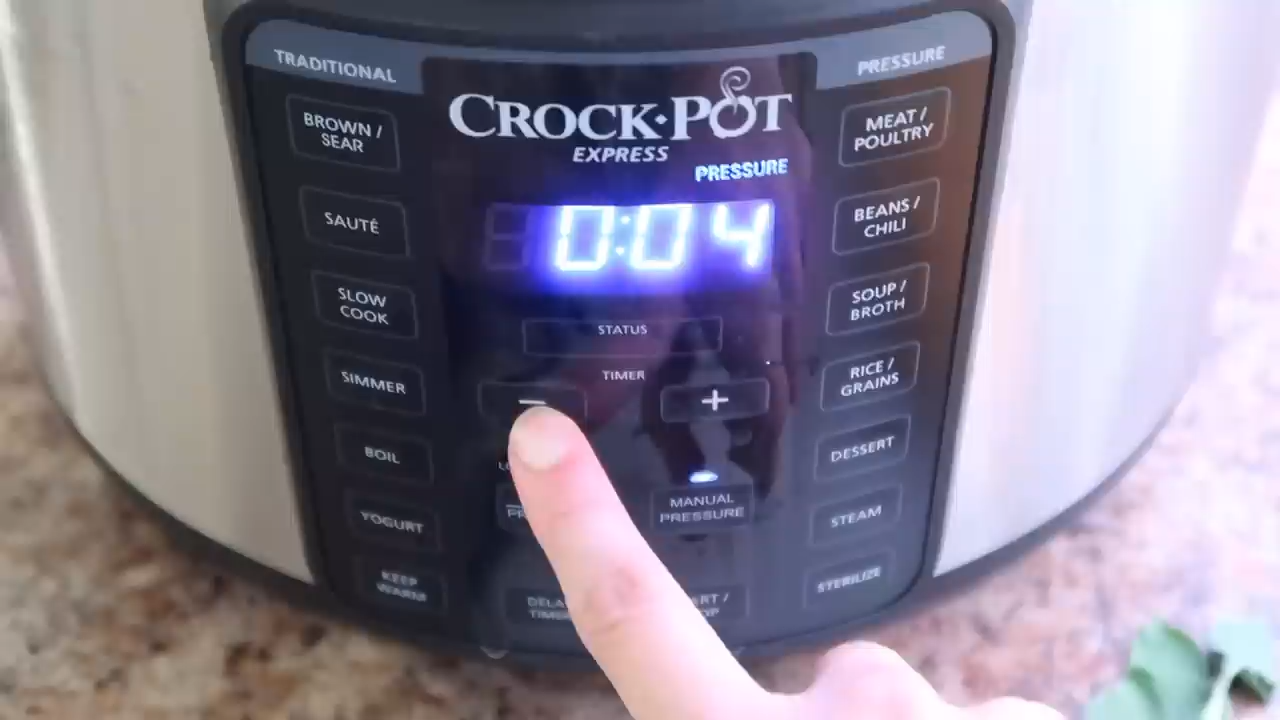 TRADITIONAL
BROWN /
SEAR
SAUTÉ
SLOW
COOK
SIMMER
BOIL
YOGURT
KEEP
WARM
CROCK•POT
EXPRESS
PRESSURE
0:04
STATUS
TIMER
−
+
MANUAL
PRESSURE
PRESSURE
MEAT /
POULTRY
BEANS /
CHILI
SOUP /
BROTH
RICE /
GRAINS
DESSERT
STEAM
STERILIZE